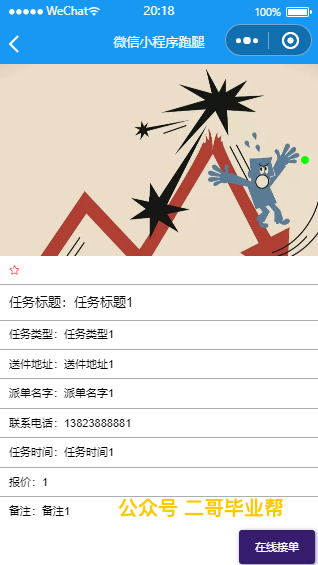 WeChat 20:18 100%
微信小程序跑腿
任务标题：任务标题1
任务类型：任务类型1
送件地址：送件地址1
派单名字：派单名字1
联系电话：13823888881
任务时间：任务时间1
报价：1
备注：备注1
公众号 二哥毕业帮
在线接单